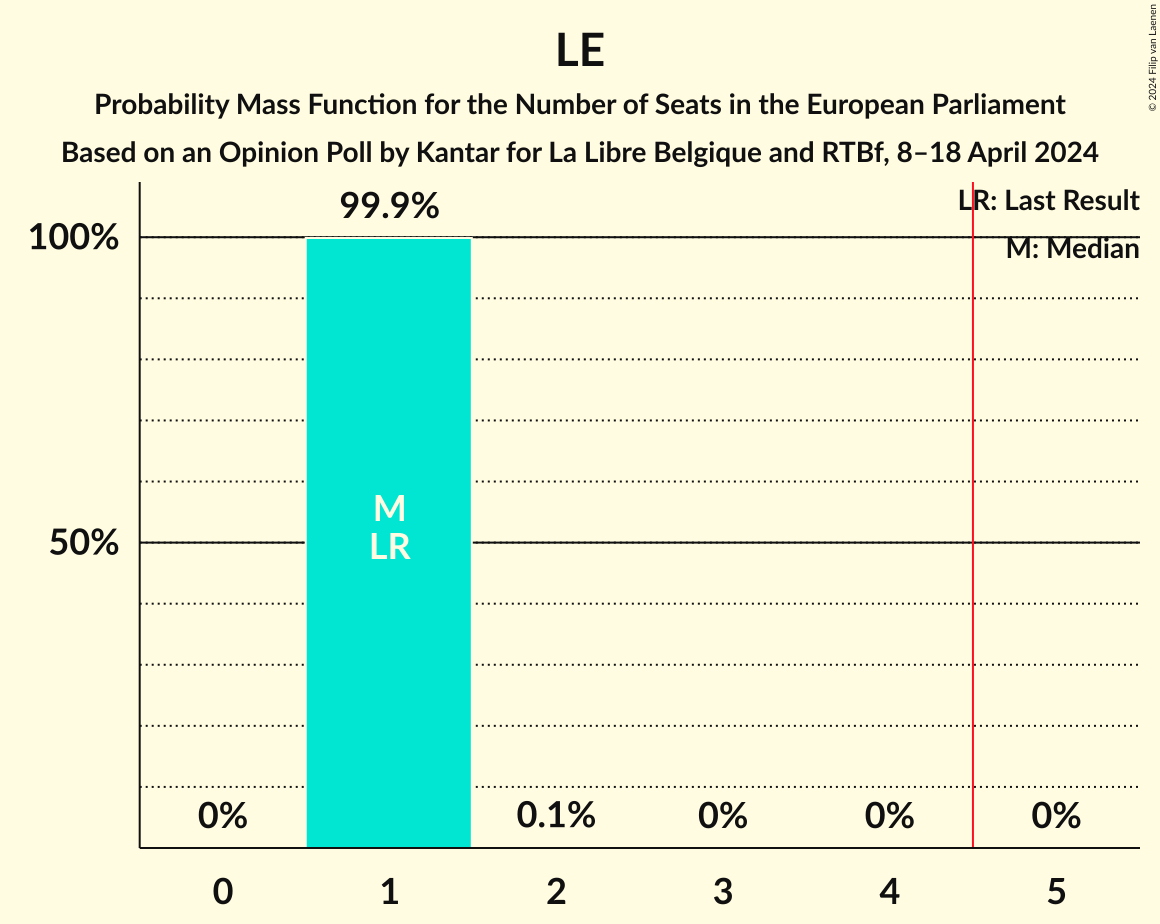 LE
Probability Mass Function for the Number of Seats in the European Parliament
Based on an Opinion Poll by Kantar for La Libre Belgique and RTBf, 8–18 April 2024
© 2024 Filip van Laenen
99.9%
LR: Last Result
M: Median
100%
M
LR
50%
0%
0.1%
0%
0%
0%
0
1
2
3
4
5